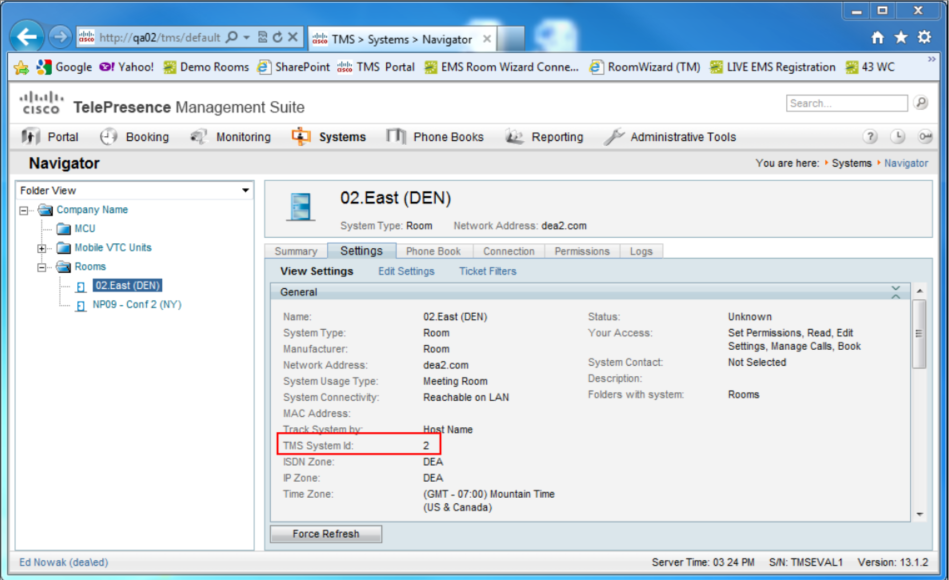 http://qa02/tms/default
TMS > Systems > Navigator
Google Yahoo! Demo Rooms SharePoint TMS Portal EMS Room Wizard Conne... RoomWizard (TM) LIVE EMS Registration 43 WC
CISCO TelePresence Management Suite
Search...
Portal Booking Monitoring Systems Phone Books Reporting Administrative Tools
Navigator
You are here: Systems Navigator
Folder View
Company Name
MCU
Mobile VTC Units
Rooms
02.East (DEN)
NP09 - Conf 2 (NY)
02.East (DEN)
System Type: Room Network Address: dea2.com
Summary Settings Phone Book Connection Permissions Logs
View Settings Edit Settings Ticket Filters
General
Name: 02.East (DEN)
System Type: Room
Manufacturer: Room
Network Address: dea2.com
System Usage Type: Meeting Room
System Connectivity: Reachable on LAN
MAC Address:
Track System by: Host Name
TMS System Id: 2
ISDN Zone: DEA
IP Zone: DEA
Time Zone: (GMT - 07:00) Mountain Time
(US & Canada)
Status: Unknown
Your Access: Set Permissions, Read, Edit
Settings, Manage Calls, Book
System Contact: Not Selected
Description:
Folders with system: Rooms
Force Refresh
Ed Nowak (dea\ed)
Server Time: 03:24 PM S/N: TMSEVAL1 Version: 13.1.2